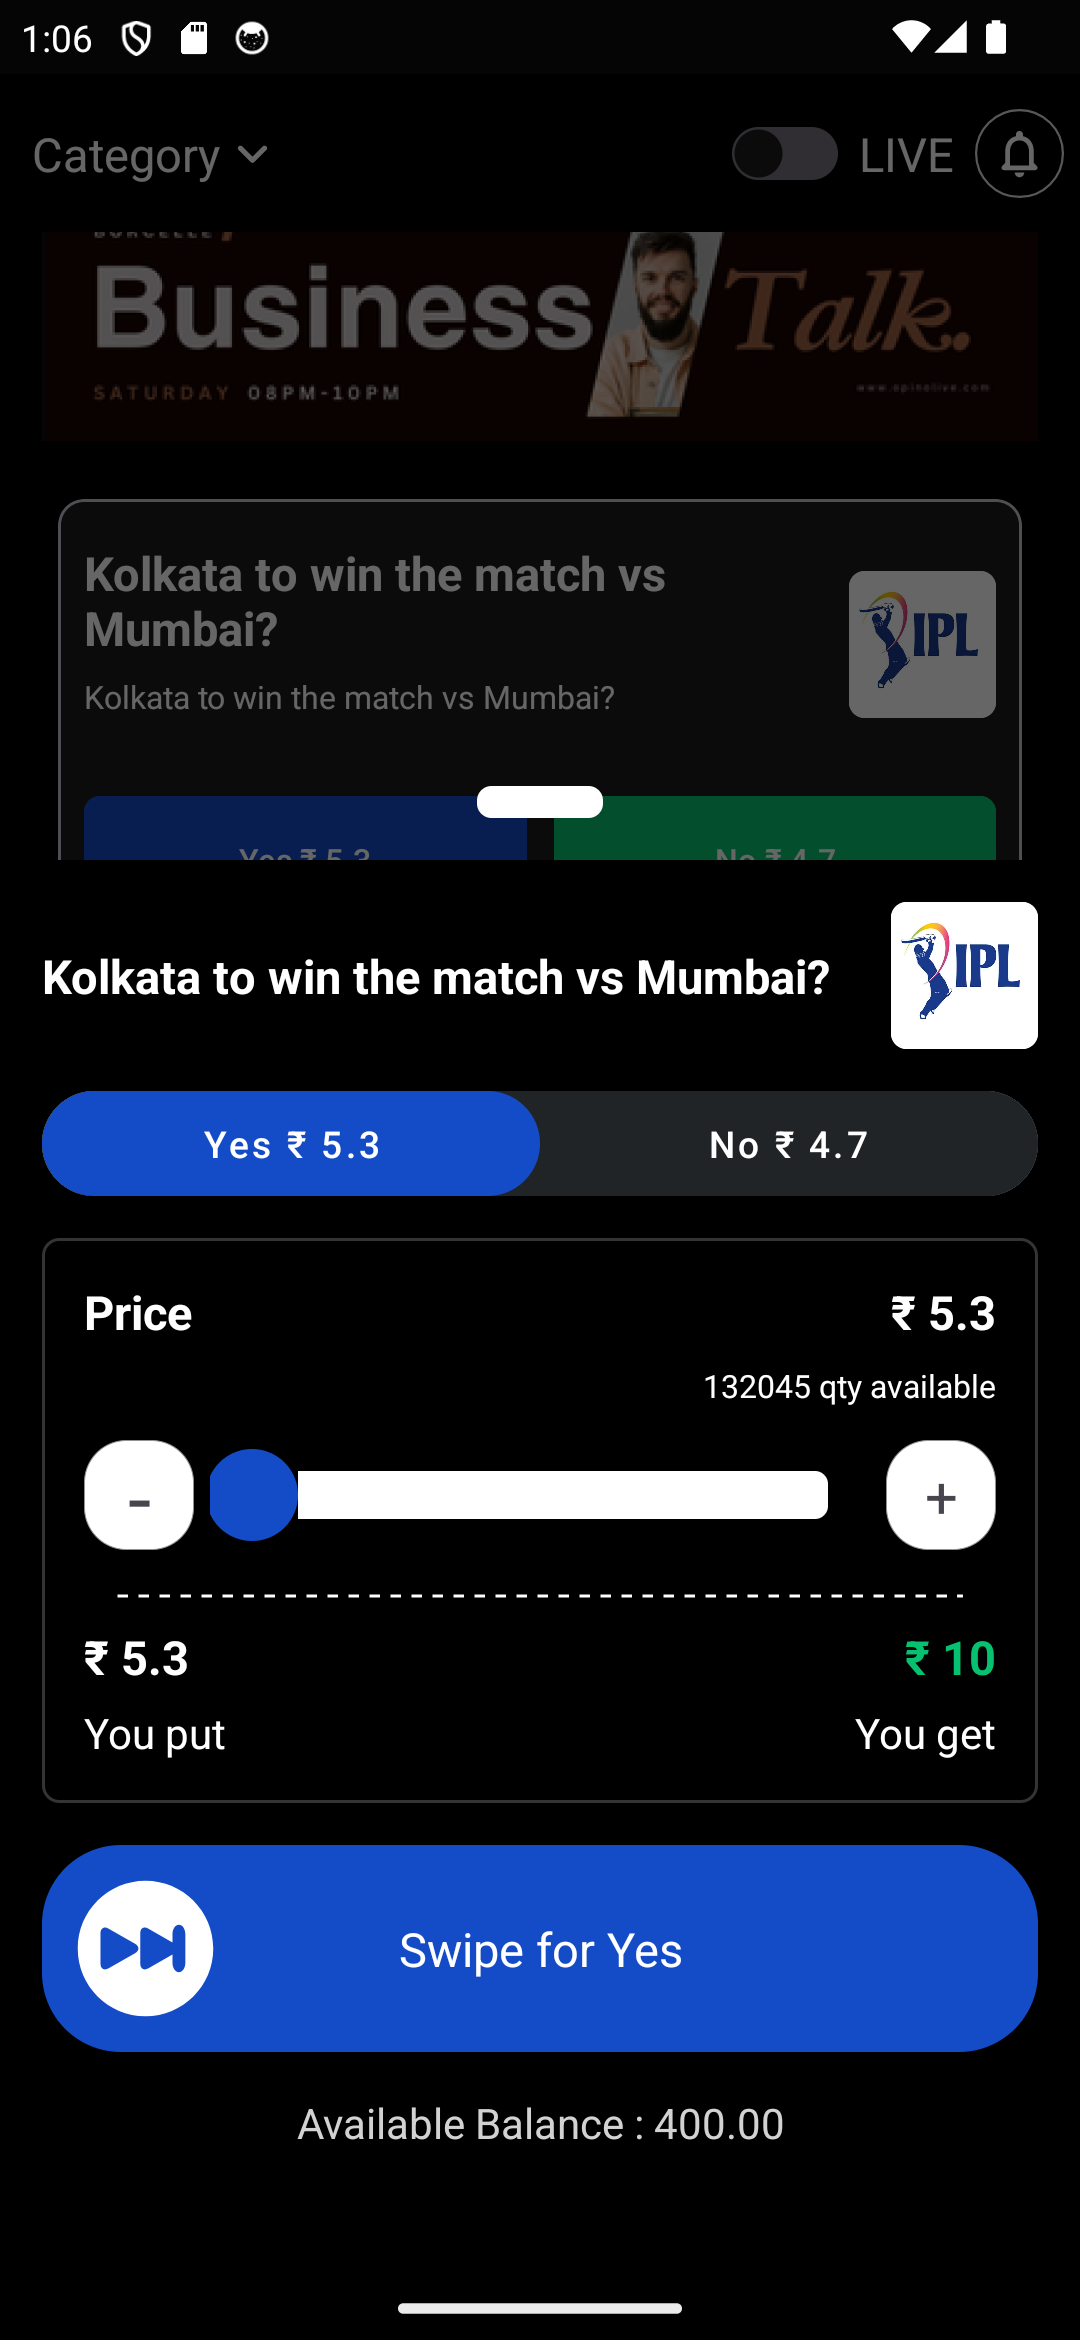 1:06
Category
LIVE
Business Talk.
SATURDAY 08PM-10PM
www.opinolive.com
Kolkata to win the match vs
Mumbai?
Kolkata to win the match vs Mumbai?
IPL
Yes ₹ 5.3
No ₹ 4.7
Kolkata to win the match vs Mumbai?
IPL
Yes ₹ 5.3
No ₹ 4.7
Price
₹ 5.3
132045 qty available
-
+
₹ 5.3
₹ 10
You put
You get
Swipe for Yes
Available Balance : 400.00